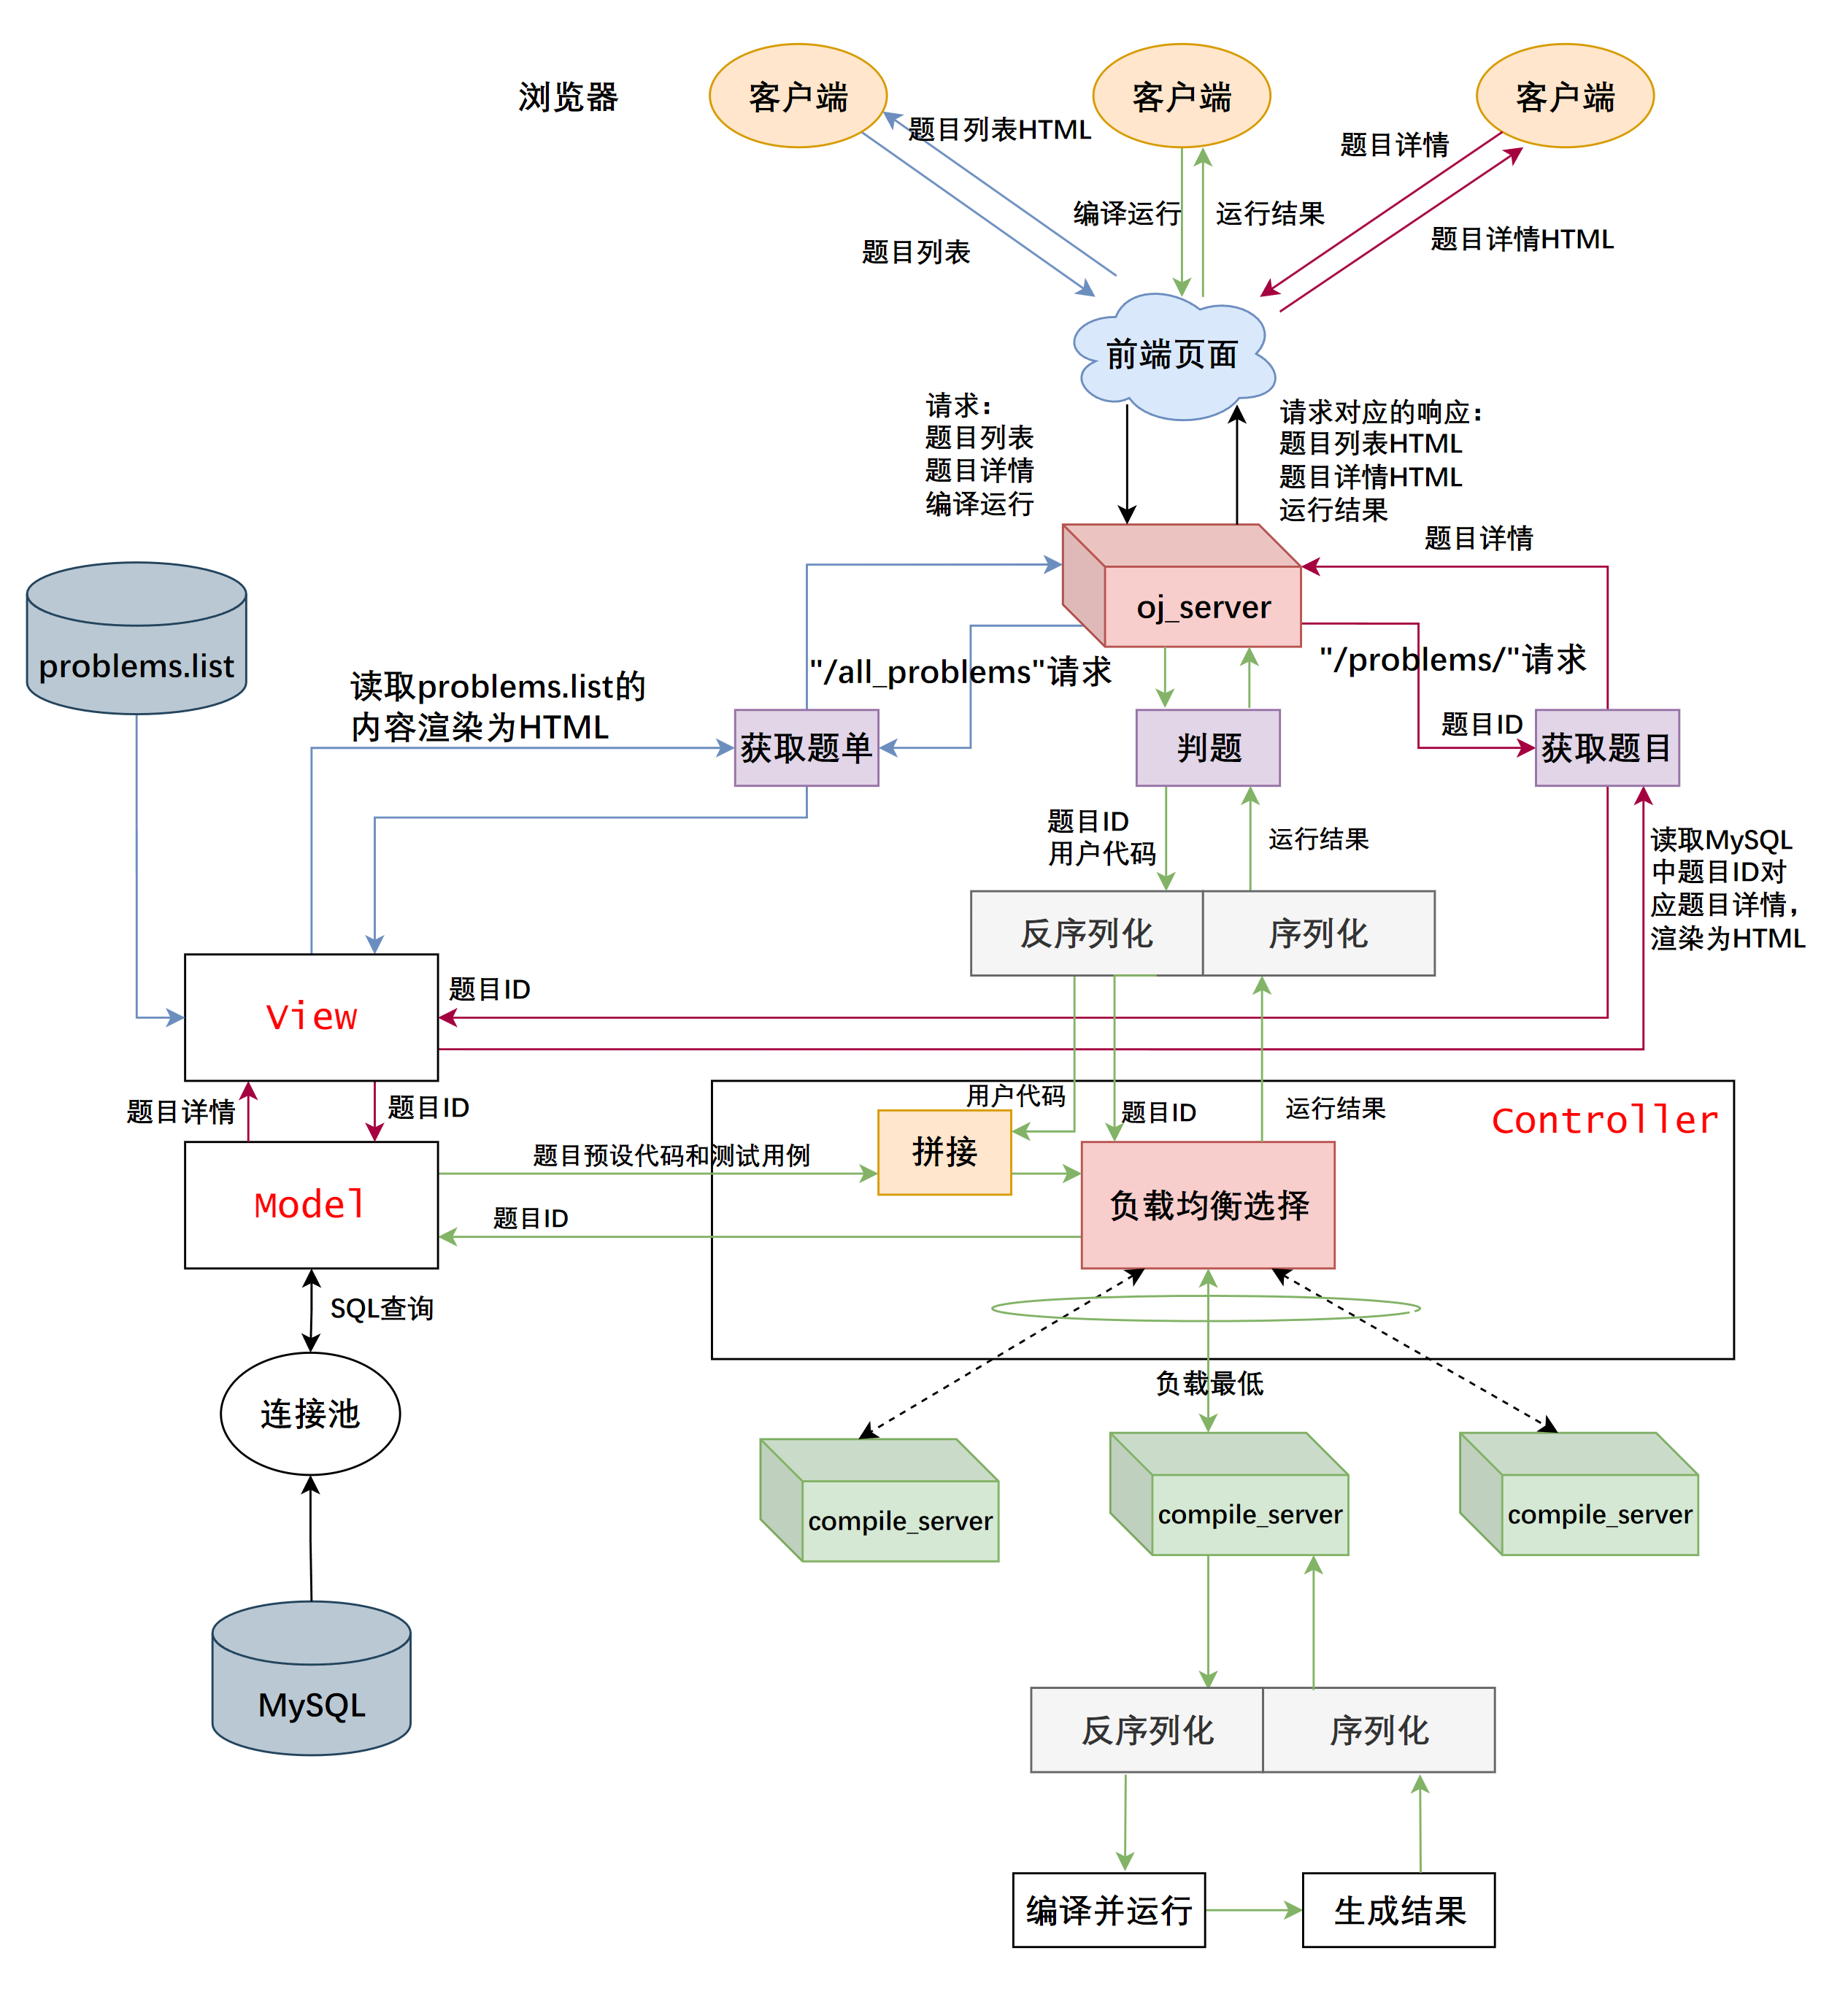 浏览器
客户端
客户端
客户端
题目列表HTML
题目详情
编译运行
运行结果
题目列表
题目详情HTML
前端页面
请求：
题目列表
题目详情
编译运行
请求对应的响应：
题目列表HTML
题目详情HTML
运行结果
题目详情
oj_server
problems.list
读取problems.list的
内容渲染为HTML
"/all_problems"请求
"/problems/"请求
题目ID
获取题单
判题
获取题目
题目ID
用户代码
运行结果
读取MySQL
中题目ID对
应题目详情，
渲染为HTML
反序列化
序列化
View
题目ID
题目详情
题目ID
用户代码
题目ID
运行结果
Controller
拼接
题目预设代码和测试用例
Model
负载均衡选择
题目ID
SQL查询
负载最低
连接池
compile_server
compile_server
compile_server
MySQL
反序列化
序列化
编译并运行
生成结果